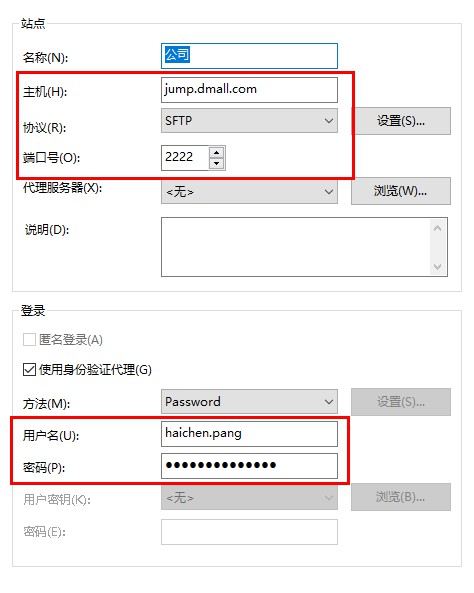 站点
名称(N): 公司
主机(H): jump.dmall.com
协议(R): SFTP 设置(S)...
端口号(O): 2222
代理服务器(X): <无> 浏览(W)...
说明(D):
登录
匿名登录(A)
使用身份验证代理(G)
方法(M): Password 设置(S)...
用户名(U): haichen.pang
密码(P): ●●●●●●●●●●●●●●
用户密钥(K): <无> 浏览(B)...
密码(E):